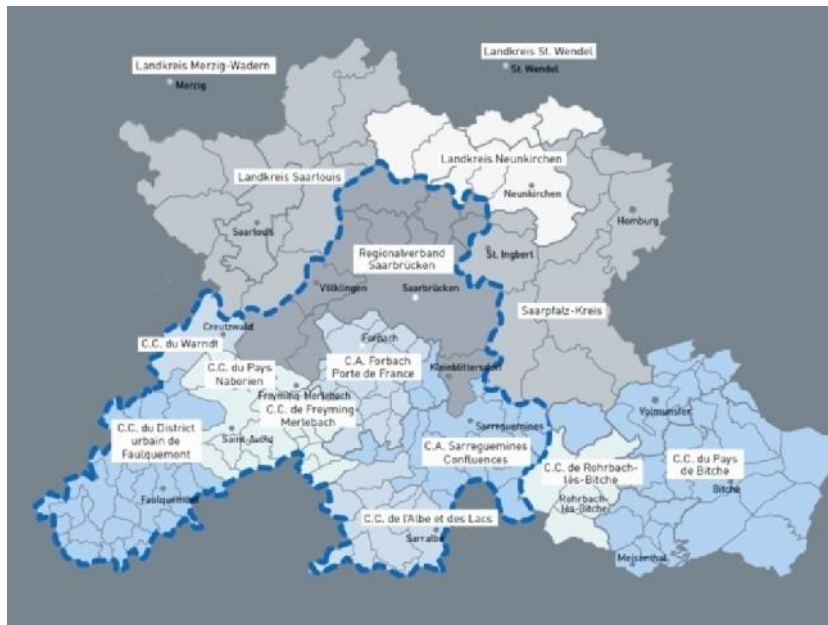 Landkreis Merzig-Wadern
Merzig
Landkreis St. Wendel
St. Wendel
Landkreis Neunkirchen
Neunkirchen
Landkreis Saarlouis
Saarlouis
Homburg
Regionalverband
Saarbrücken
St. Ingbert
Völklingen
Saarbrücken
Saarpfalz-Kreis
Creutzwald
C.C. du Warndt
Forbach
C.C. du Pays
Naborien
C.A. Forbach
Porte de France
Kleinblittersdorf
Freyming-Merlebach
C.C. de Freyming-
Merlebach
Volmunster
C.C. du District
urbain de
Faulquemont
Saint-Avold
Sarreguemines
C.A. Sarreguemines
Confluences
C.C. de Rohrbach-
lès-Bitche
C.C. du Pays
de Bitche
Bitche
Faulquemont
Rohrbach-
lès-Bitche
C.C. de l'Albe et des Lacs
Sarralbe
Meisenthal